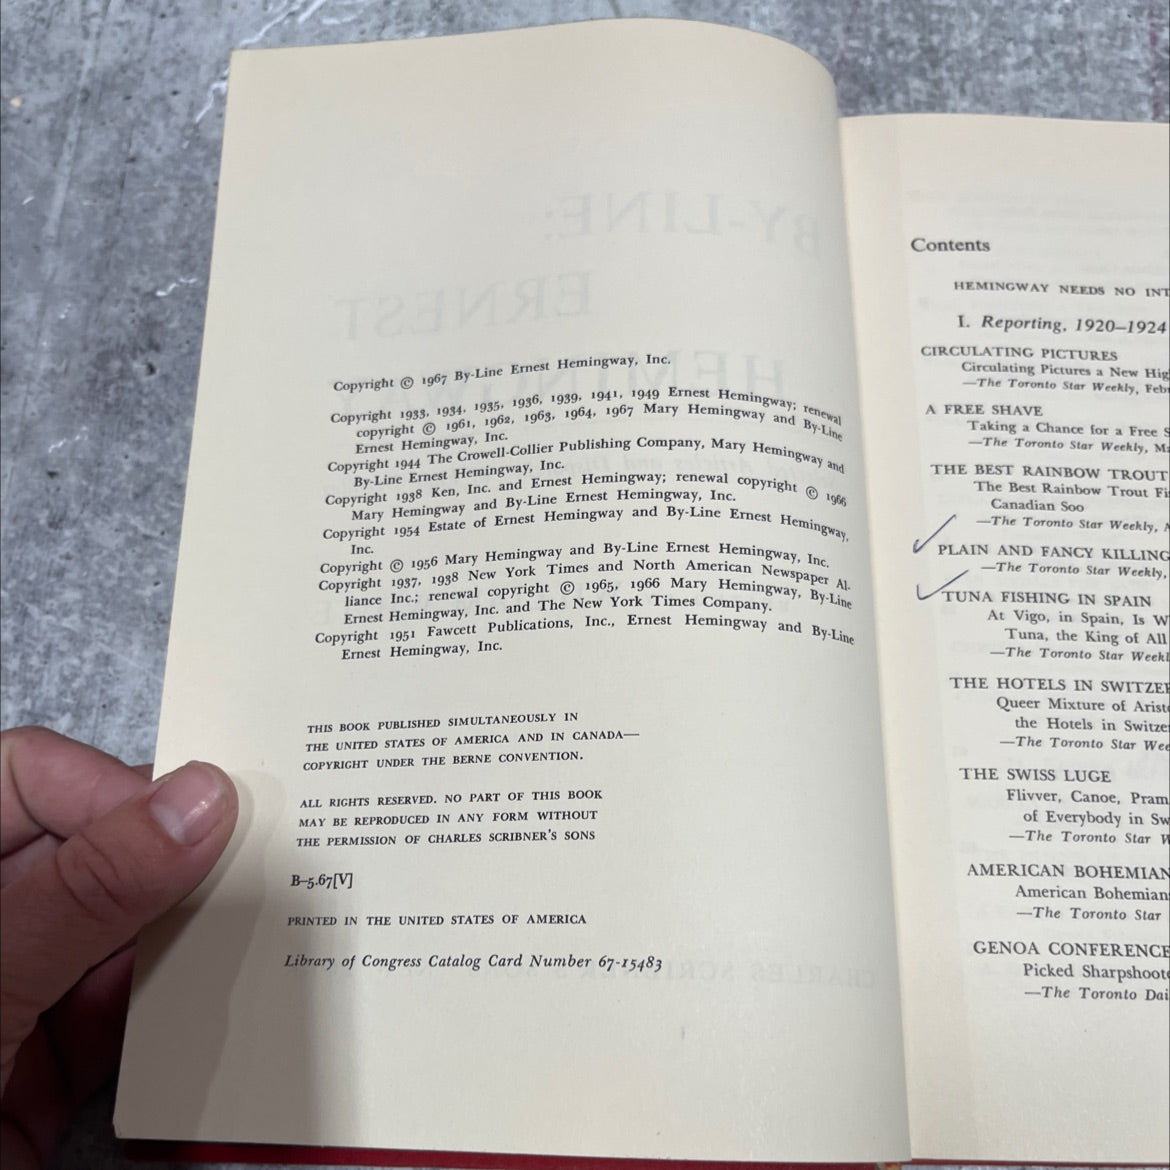 Copyright © 1967 By-Line Ernest Hemingway, Inc.
Copyright 1933, 1934, 1935, 1936, 1939, 1941, 1949 Ernest Hemingway; renewal
copyright © 1961, 1962, 1963, 1964, 1967 Mary Hemingway and By-Line
Ernest Hemingway, Inc.
Copyright 1944 The Crowell-Collier Publishing Company, Mary Hemingway and
By-Line Ernest Hemingway, Inc.
Copyright 1938 Ken, Inc. and Ernest Hemingway; renewal copyright © 1966
Mary Hemingway and By-Line Ernest Hemingway, Inc.
Copyright 1954 Estate of Ernest Hemingway and By-Line Ernest Hemingway,
Inc.
Copyright © 1956 Mary Hemingway and By-Line Ernest Hemingway, Inc.
Copyright 1937, 1938 New York Times and North American Newspaper Al-
liance Inc.; renewal copyright © 1965, 1966 Mary Hemingway, By-Line
Ernest Hemingway, Inc. and The New York Times Company.
Copyright 1951 Fawcett Publications, Inc., Ernest Hemingway and By-Line
Ernest Hemingway, Inc.
THIS BOOK PUBLISHED SIMULTANEOUSLY IN
THE UNITED STATES OF AMERICA AND IN CANADA—
COPYRIGHT UNDER THE BERNE CONVENTION.
ALL RIGHTS RESERVED. NO PART OF THIS BOOK
MAY BE REPRODUCED IN ANY FORM WITHOUT
THE PERMISSION OF CHARLES SCRIBNER'S SONS
B–5.67[V]
PRINTED IN THE UNITED STATES OF AMERICA
Library of Congress Catalog Card Number 67-15483
Contents
HEMINGWAY NEEDS NO INT
I. Reporting, 1920–1924
CIRCULATING PICTURES
Circulating Pictures a New Hig
—The Toronto Star Weekly, Feb
A FREE SHAVE
Taking a Chance for a Free S
—The Toronto Star Weekly, Ma
THE BEST RAINBOW TROUT
The Best Rainbow Trout Fi
Canadian Soo
—The Toronto Star Weekly, A
PLAIN AND FANCY KILLING
—The Toronto Star Weekly,
TUNA FISHING IN SPAIN
At Vigo, in Spain, Is W
Tuna, the King of All
—The Toronto Star Weekl
THE HOTELS IN SWITZER
Queer Mixture of Aristo
the Hotels in Switze
—The Toronto Star Wee
THE SWISS LUGE
Flivver, Canoe, Pram
of Everybody in Sw
—The Toronto Star W
AMERICAN BOHEMIAN
American Bohemian
—The Toronto Star
GENOA CONFERENCE
Picked Sharpshoote
—The Toronto Dai